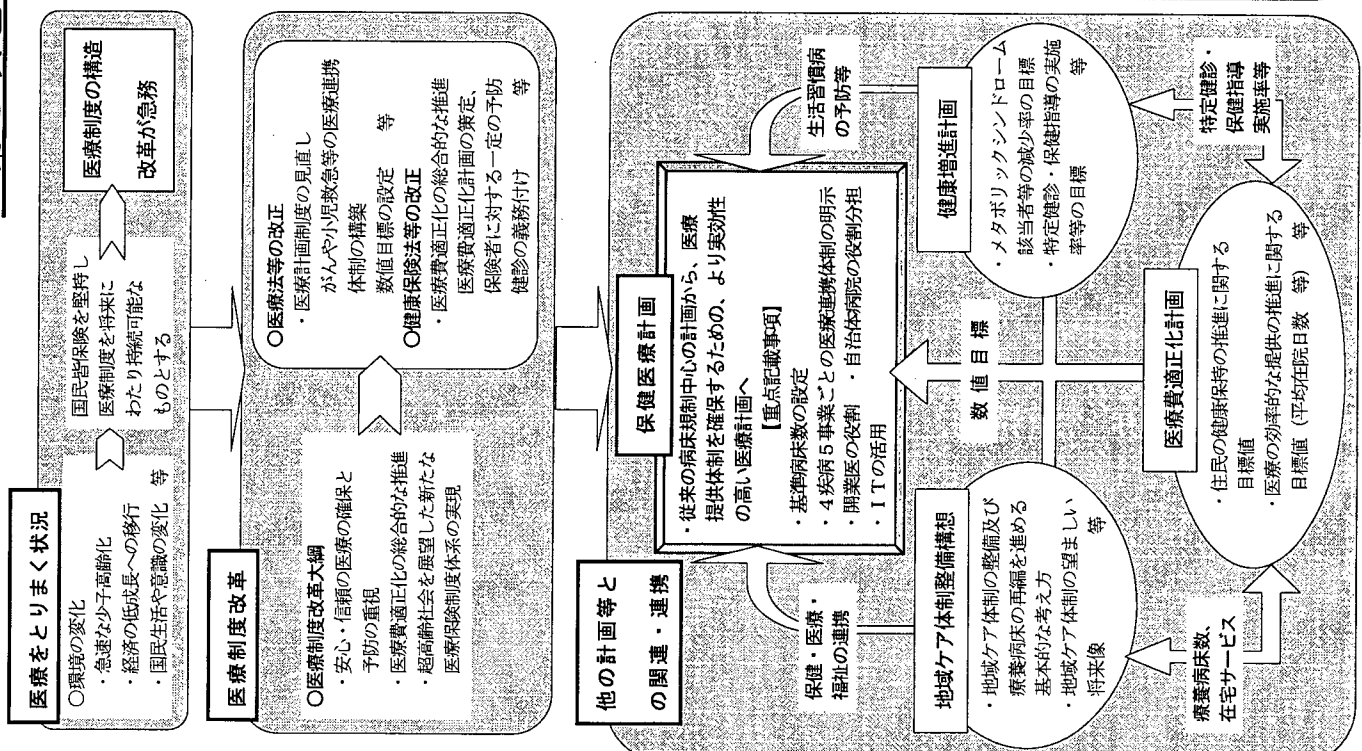 医療をとりまく状況
○環境の変化
・急速な少子高齢化
・経済の低成長への移行
・国民生活や意識の変化　等
国民皆保険を堅持し
医療制度を将来に
わたり持続可能な
ものとする
医療制度の構造
改革が急務
医療制度改革
○医療制度改革大綱
・安心・信頼の医療の確保と
予防の重視
・医療費適正化の総合的な推進
・超高齢社会を展望した新たな
医療保険制度体系の実現
○医療法等の改正
・医療計画制度の見直し
がんや小児救急等の医療連携
体制の構築
数値目標の設定　等
○健康保険法等の改正
・医療費適正化の総合的な推進
医療費適正化計画の策定、
保険者に対する一定の予防
健診の義務付け　等
他の計画等と
の関連・連携
保健医療計画
・従来の病床規制中心の計画から、医療
提供体制を確保するための、より実効性
の高い医療計画へ
【重点記載事項】
・基準病床数の設定
・４疾病５事業ごとの医療連携体制の明示
・開業医の役割　・自治体病院の役割分担
・ＩＴの活用
保健・医療・
福祉の連携
生活習慣病
の予防等
数値目標
地域ケア体制整備構想
・地域ケア体制の整備及び
療養病床の再編を進める
基本的な考え方
・地域ケア体制の望ましい
将来像　等
健康増進計画
・メタボリックシンドローム
該当者等の減少率の目標
・特定健診・保健指導の実施
率等の目標　等
医療費適正化計画
・住民の健康保持の推進に関する
目標値
・医療の効率的な提供の推進に関する
目標値（平均在院日数　等）　等
療養病床数、
在宅サービス
特定健診・
保健指導
実施率等